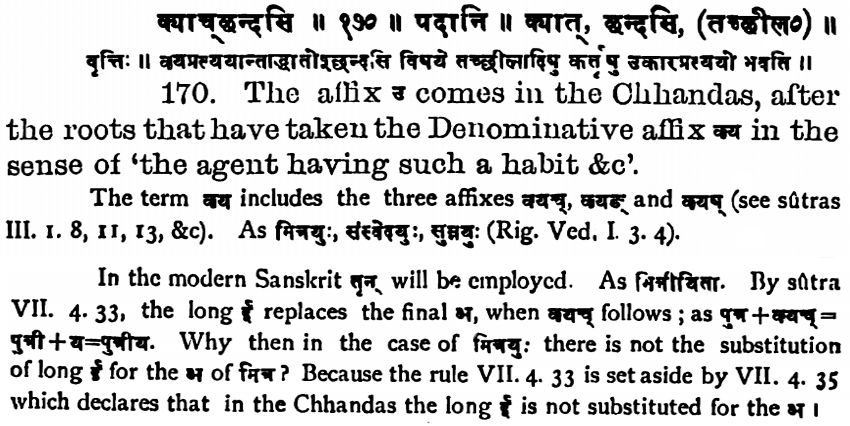 क्याच्छन्दसि ॥ १७० ॥ पदानि ॥ क्यात्, छन्दसि, (तच्छील०) ॥
वृत्तिः ॥ क्यप्रत्ययान्ताद्धातोश्छन्दसि विषये तच्छीलादिषु कर्तृषु उकारप्रत्ययो भवति ॥
170. The affix उ comes in the Chhandas, after
the roots that have taken the Denominative affix क्य in the
sense of ‘the agent having such a habit &c’.
The term क्य includes the three affixes क्यच्, क्यङ् and क्यष् (see sûtras
III. 1. 8, 11, 13, &c). As मित्रयुः, संस्वेदयुः, सुम्नयुः (Rig. Ved. I. 3. 4).
In the modern Sanskrit तृन् will be employed. As मित्रीयिता. By sûtra
VII. 4. 33, the long ई replaces the final अ, when क्यच् follows ; as पुत्र + क्यच् =
पुत्री + य = पुत्रीय. Why then in the case of मित्रयुः there is not the substitution
of long ई for the अ of मित्र ? Because the rule VII. 4. 33 is set aside by VII. 4. 35
which declares that in the Chhandas the long ई is not substituted for the अ ।